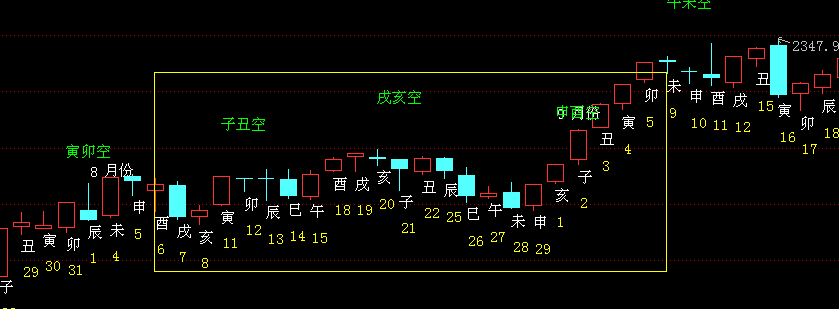 午未空
2347.9
戌亥空
子丑空
寅卯空
8 月份
月份
子
丑 29
寅 30
卯 31
辰 1
未 4
申 5
酉 6
戌 7
亥 8
寅 11
卯 12
辰 13
巳 14
午 15
酉 18
戌 19
亥 20
子 21
丑 22
辰 25
巳 26
午 27
未 28
申 29
亥 1
子 2
丑 3
寅 4
卯 5
未 9
申 10
酉 11
戌 12
丑 15
寅 16
卯 17
辰 18